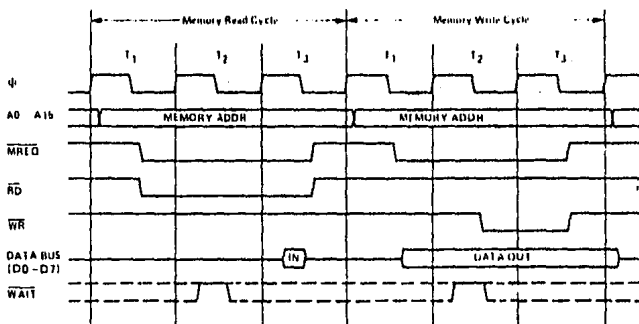 Memory Read Cycle Memory Write Cycle
T1 T2 T3 T1 T2 T3
φ
A0 A15 MEMORY ADDR MEMORY ADDR
MREQ
RD
WR
DATA BUS IN DATA OUT
(D0-D7)
WAIT